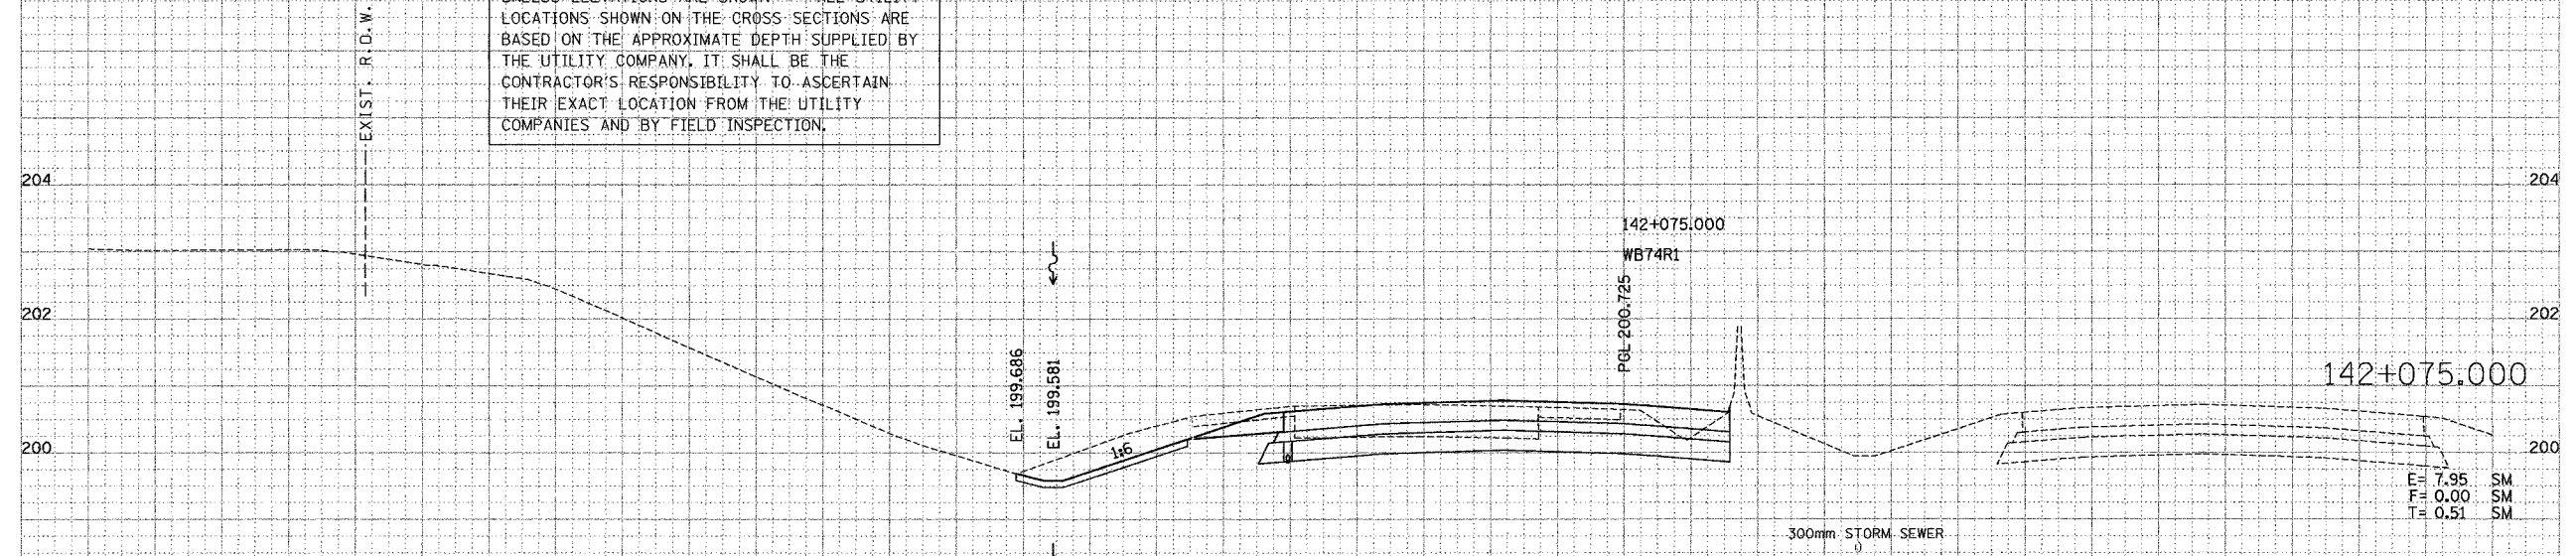 LOCATIONS SHOWN ON THE CROSS SECTIONS ARE
BASED ON THE APPROXIMATE DEPTH SUPPLIED BY
THE UTILITY COMPANY. IT SHALL BE THE
CONTRACTOR'S RESPONSIBILITY TO ASCERTAIN
THEIR EXACT LOCATION FROM THE UTILITY
COMPANIES AND BY FIELD INSPECTION.
EXIST. R.O.W.
204
204
142+075.000
WB74R1
PGL 200.725
202
202
EL. 199.686
EL. 199.581
142+075.000
1:6
200
200
E= 7.95 SM
F= 0.00 SM
T= 0.51 SM
300mm STORM SEWER